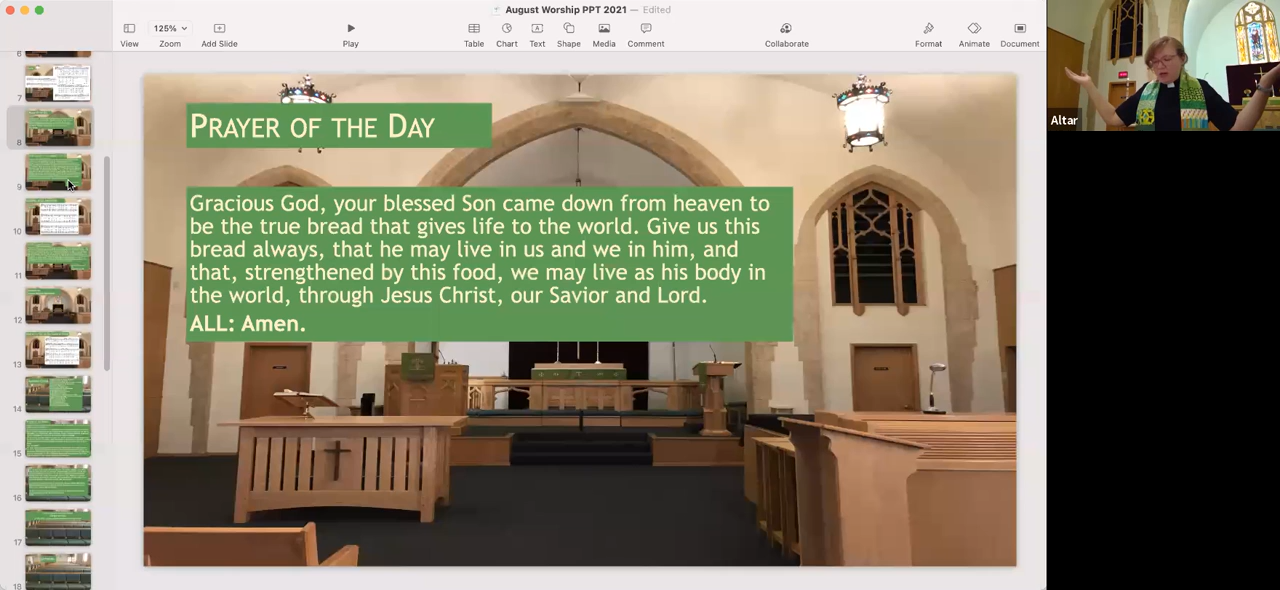 August Worship PPT 2021 — Edited
125%
View
Zoom
Add Slide
Play
Table
Chart
Text
Shape
Media
Comment
Collaborate
Format
Animate
Document
6
7
8
9
10
11
12
13
14
15
16
17
18
PRAYER OF THE DAY
Gracious God, your blessed Son came down from heaven to
be the true bread that gives life to the world. Give us this
bread always, that he may live in us and we in him, and
that, strengthened by this food, we may live as his body in
the world, through Jesus Christ, our Savior and Lord.
ALL: Amen.
Altar